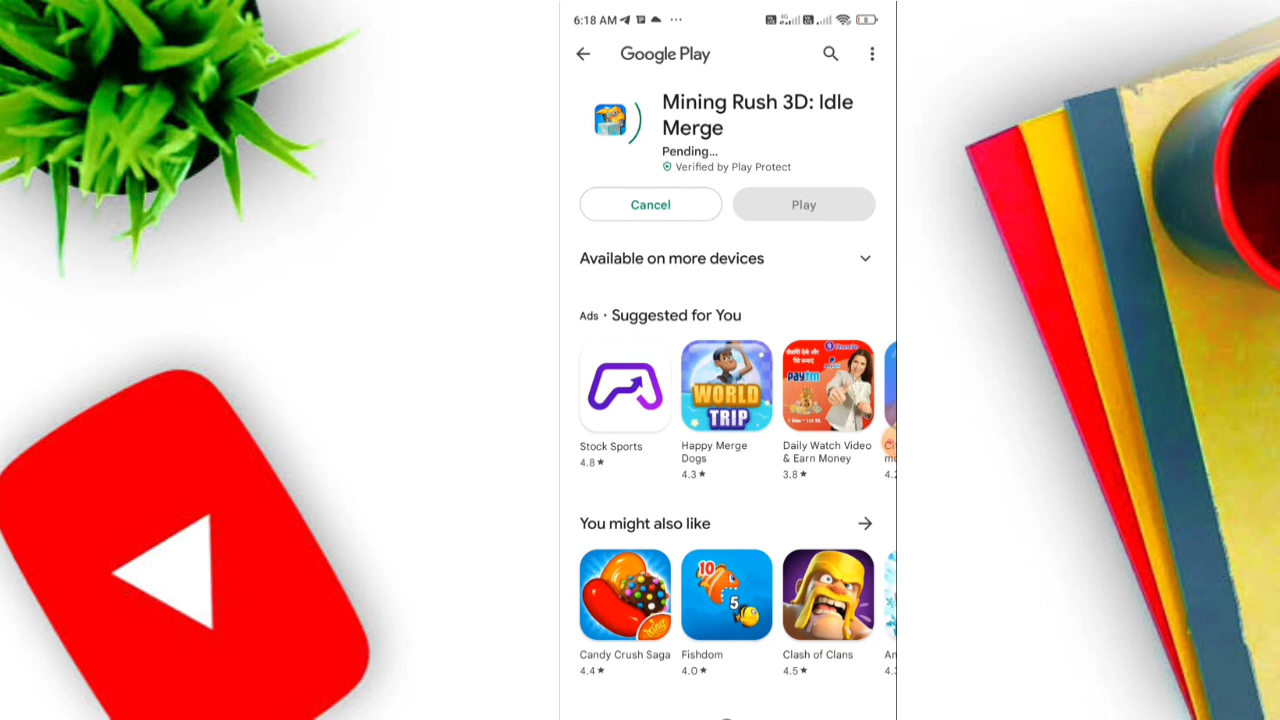 6:18 AM
Google Play
Mining Rush 3D: Idle
Merge
Pending...
Verified by Play Protect
Cancel
Play
Available on more devices
Ads • Suggested for You
WORLD
TRIP
paytm
Stock Sports
4.8 ★
Happy Merge
Dogs
4.3 ★
Daily Watch Video
& Earn Money
3.8 ★
You might also like
10
5
King
Candy Crush Saga
4.4 ★
Fishdom
4.0 ★
Clash of Clans
4.5 ★